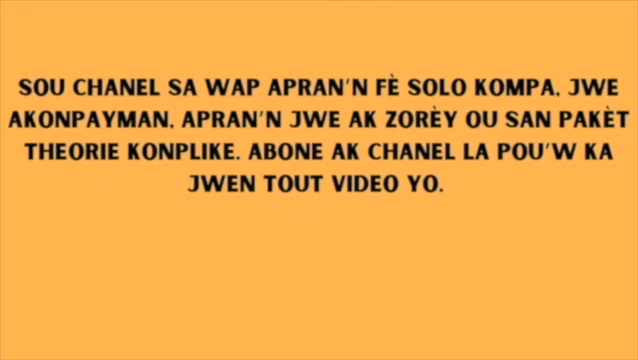 SOU CHANEL SA WAP APRAN'N FÈ SOLO KOMPA, JWE
AKONPAYMAN, APRAN'N JWE AK ZORÈY OU SAN PAKÈT
THEORIE KONPLIKE. ABONE AK CHANEL LA POU'W KA
JWEN TOUT VIDEO YO.